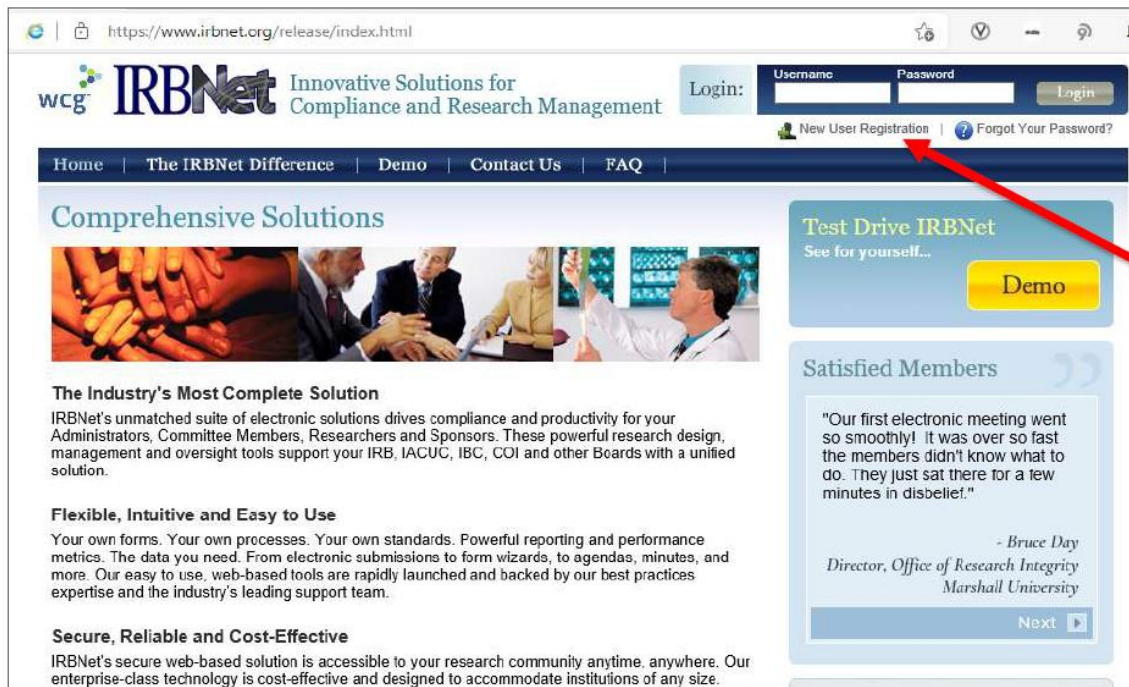 https://www.irbnet.org/release/index.html
wcg IRBNet
Innovative Solutions for
Compliance and Research Management
Login:
Username Password
Login
New User Registration | Forgot Your Password?
Home | The IRBNet Difference | Demo | Contact Us | FAQ |
Comprehensive Solutions
The Industry's Most Complete Solution
IRBNet's unmatched suite of electronic solutions drives compliance and productivity for your
Administrators, Committee Members, Researchers and Sponsors. These powerful research design,
management and oversight tools support your IRB, IACUC, IBC, COI and other Boards with a unified
solution.
Flexible, Intuitive and Easy to Use
Your own forms. Your own processes. Your own standards. Powerful reporting and performance
metrics. The data you need. From electronic submissions to form wizards, to agendas, minutes, and
more. Our easy to use, web-based tools are rapidly launched and backed by our best practices
expertise and the industry's leading support team.
Secure, Reliable and Cost-Effective
IRBNet's secure web-based solution is accessible to your research community anytime, anywhere. Our
enterprise-class technology is cost-effective and designed to accommodate institutions of any size.
Test Drive IRBNet
See for yourself...
Demo
Satisfied Members
"Our first electronic meeting went
so smoothly! It was over so fast
the members didn't know what to
do. They just sat there for a few
minutes in disbelief."
- Bruce Day
Director, Office of Research Integrity
Marshall University
Next